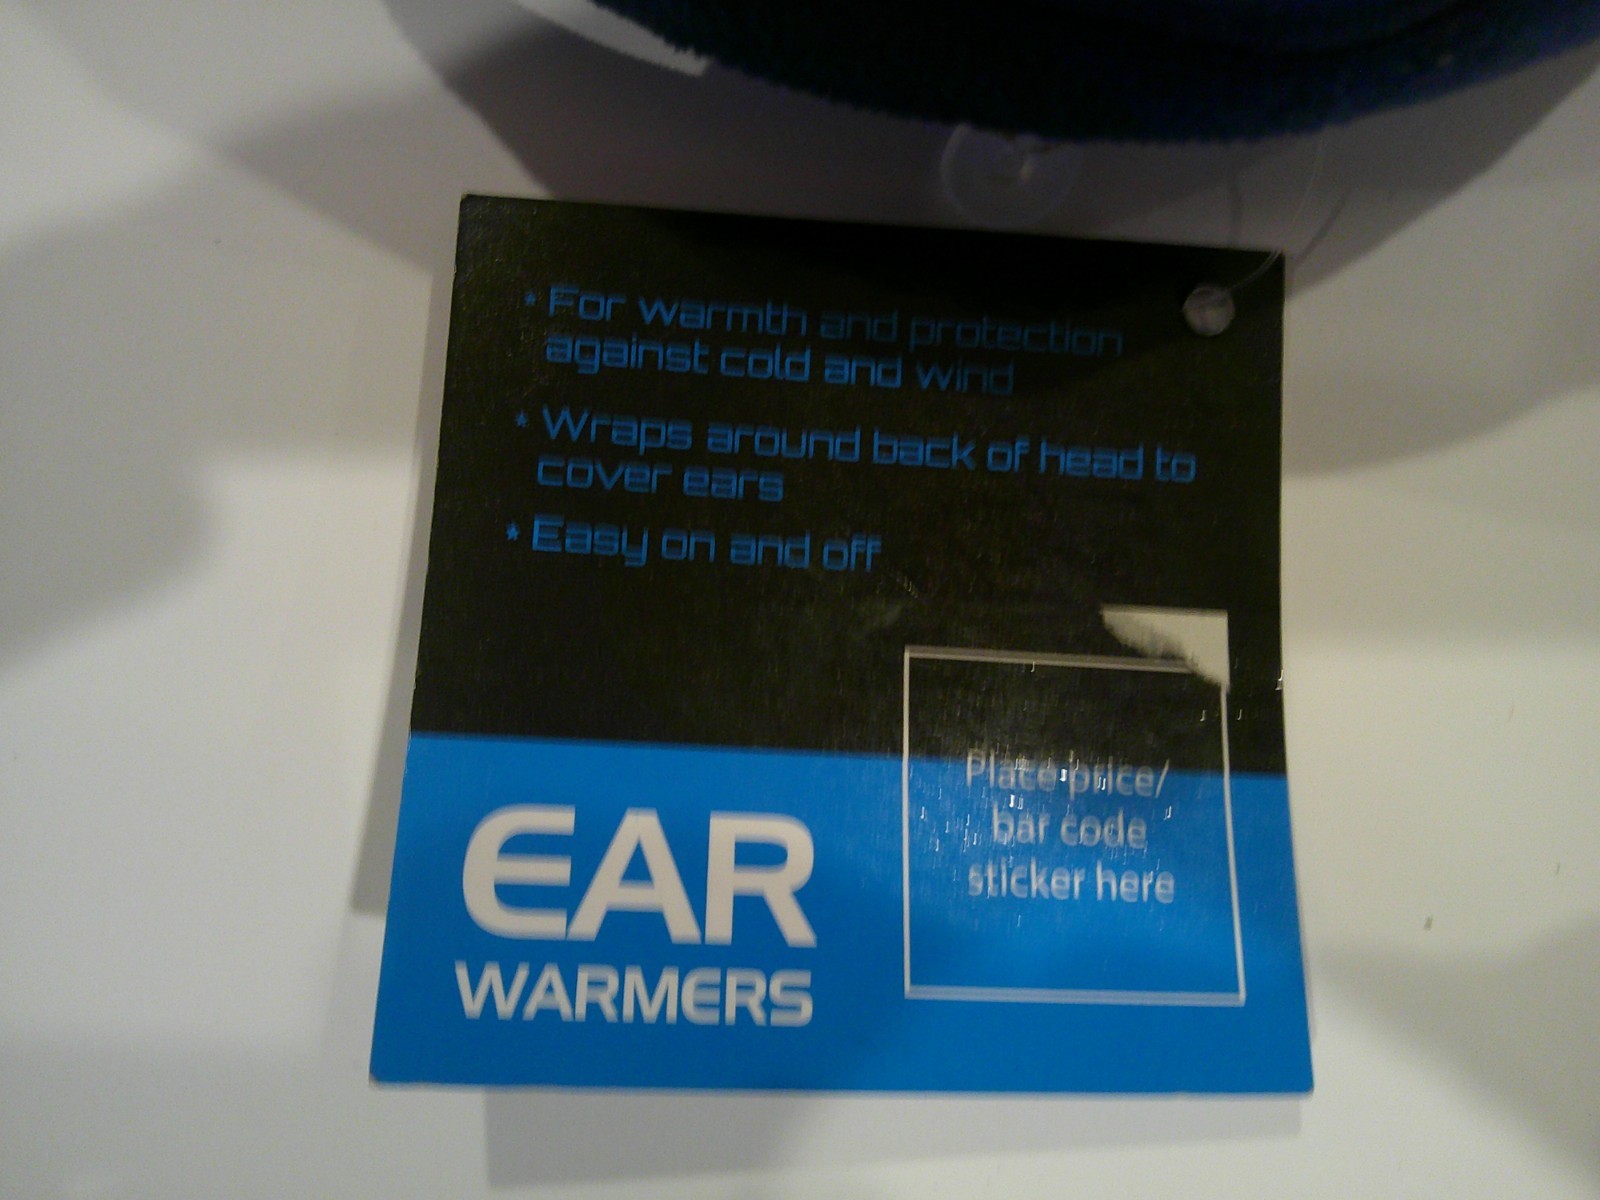 * For warmth and protection
against cold and wind
* Wraps around back of head to
cover ears
* Easy on and off
Place price/
bar code
sticker here
EAR
WARMERS